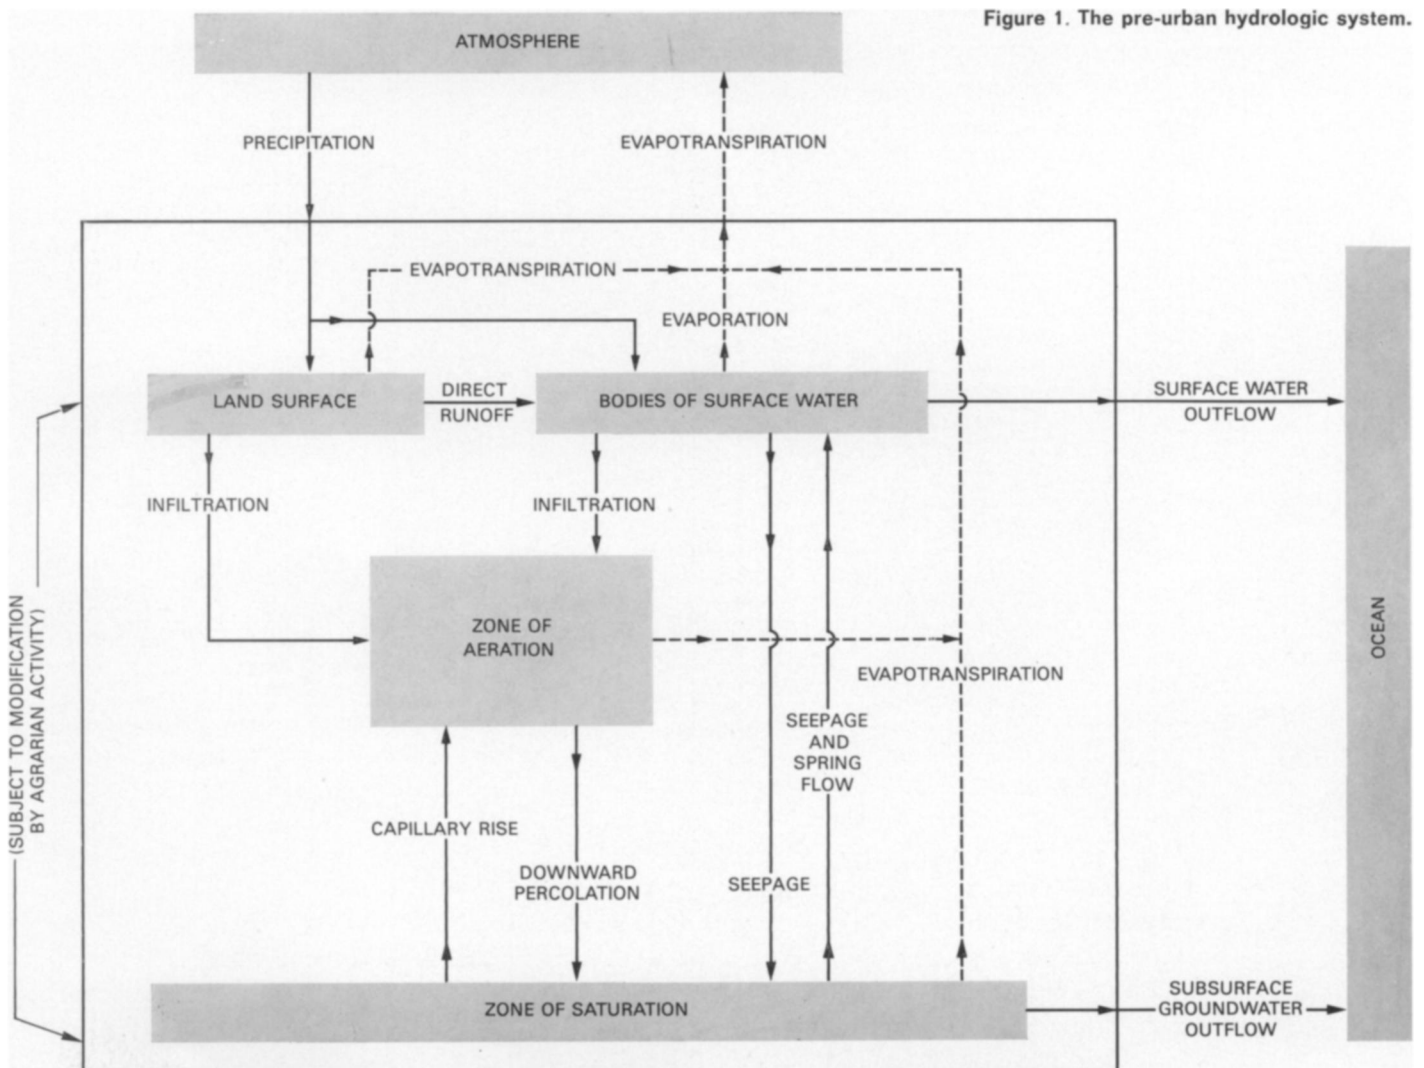 Figure 1. The pre-urban hydrologic system.
ATMOSPHERE
PRECIPITATION
EVAPOTRANSPIRATION
EVAPOTRANSPIRATION
EVAPORATION
LAND SURFACE
DIRECT
RUNOFF
BODIES OF SURFACE WATER
SURFACE WATER
OUTFLOW
INFILTRATION
INFILTRATION
ZONE OF
AERATION
EVAPOTRANSPIRATION
SEEPAGE
AND
SPRING
FLOW
CAPILLARY RISE
DOWNWARD
PERCOLATION
SEEPAGE
ZONE OF SATURATION
SUBSURFACE
GROUNDWATER
OUTFLOW
OCEAN
(SUBJECT TO MODIFICATION
BY AGRARIAN ACTIVITY)